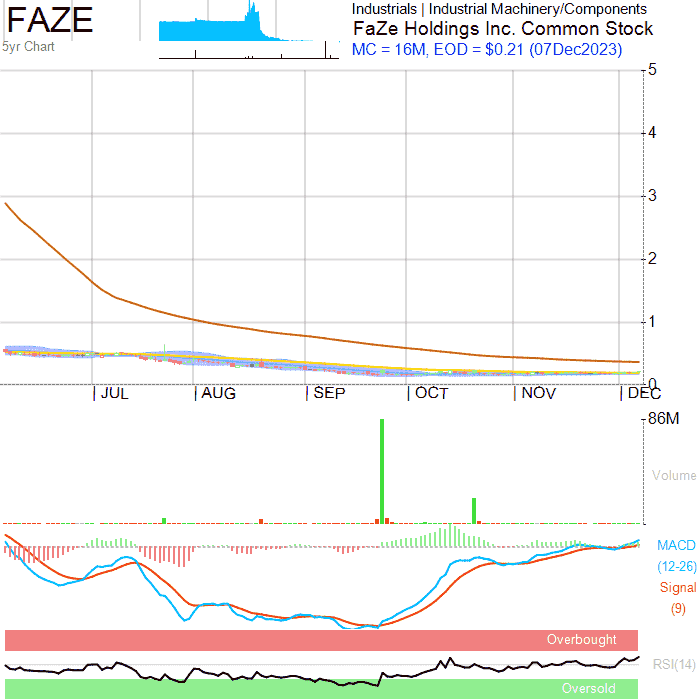 FAZE
5yr Chart
Industrials | Industrial Machinery/Components
FaZe Holdings Inc. Common Stock
MC = 16M, EOD = $0.21 (07Dec2023)
5
4
3
2
1
0
| JUL | AUG | SEP | OCT | NOV | DEC
86M
Volume
MACD
(12-26)
Signal
(9)
Overbought
RSI(14)
Oversold